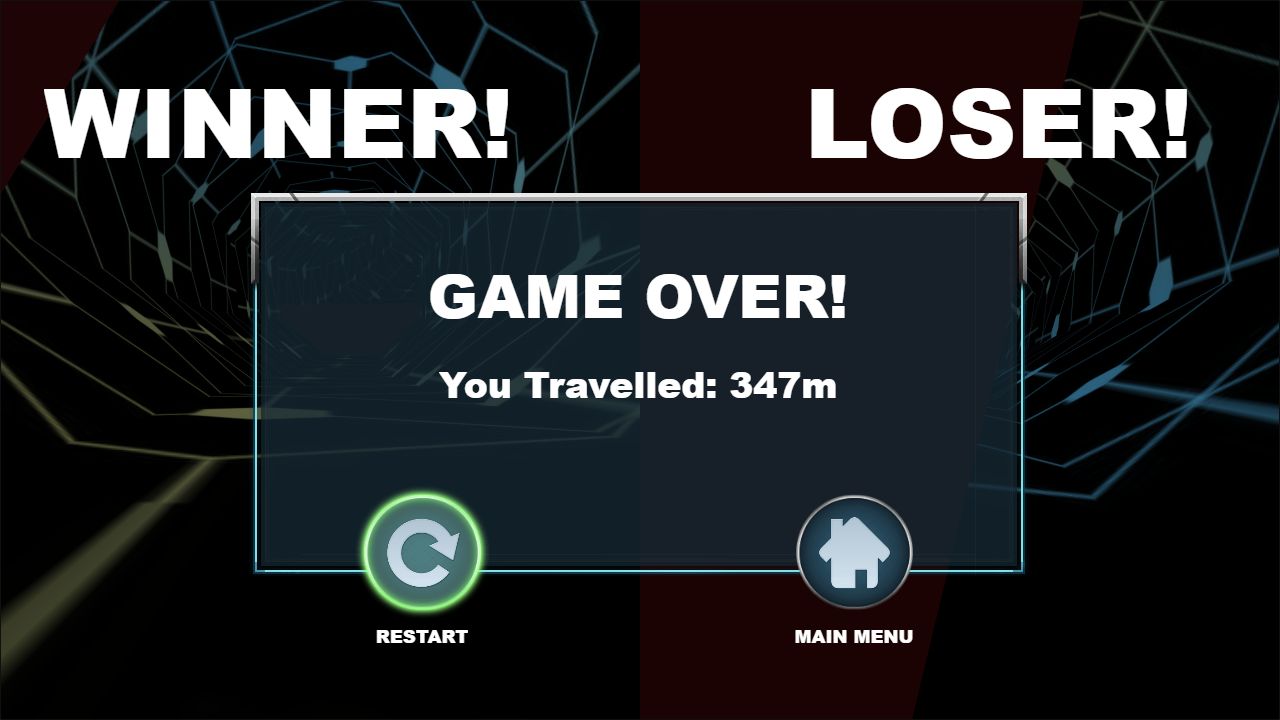 WINNER!
LOSER!
GAME OVER!
You Travelled: 347m
RESTART
MAIN MENU